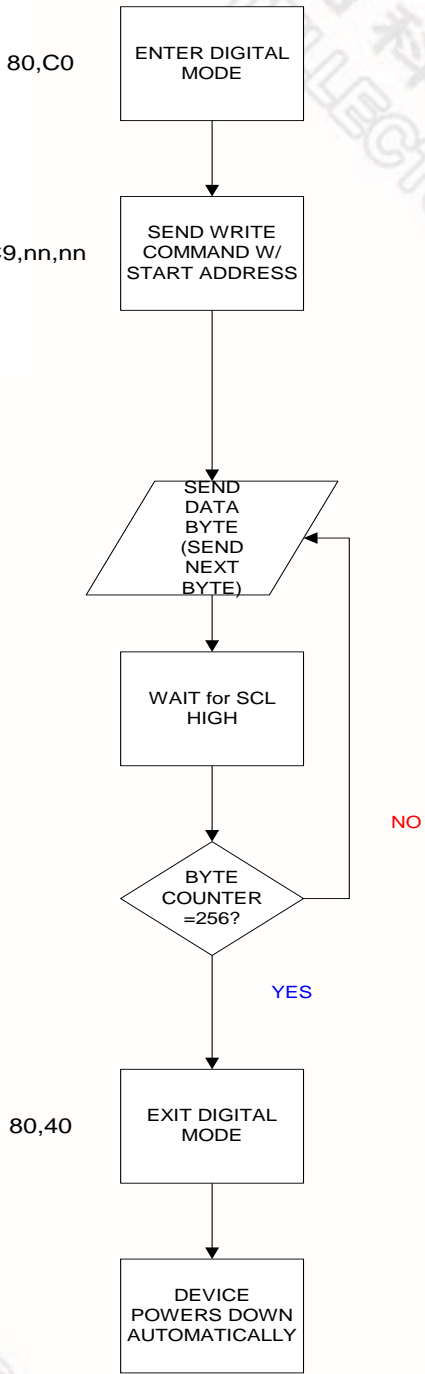 80,C0
ENTER DIGITAL
MODE
9,nn,nn
SEND WRITE
COMMAND W/
START ADDRESS
SEND
DATA
BYTE
(SEND
NEXT
BYTE)
WAIT for SCL
HIGH
NO
BYTE
COUNTER
=256?
YES
80,40
EXIT DIGITAL
MODE
DEVICE
POWERS DOWN
AUTOMATICALLY
科